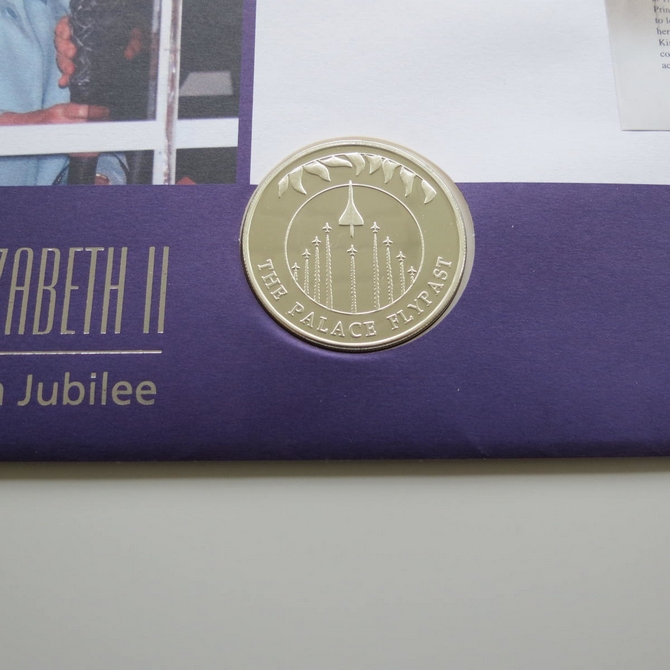 ZABETH II
Jubilee
THE PALACE FLYPAST